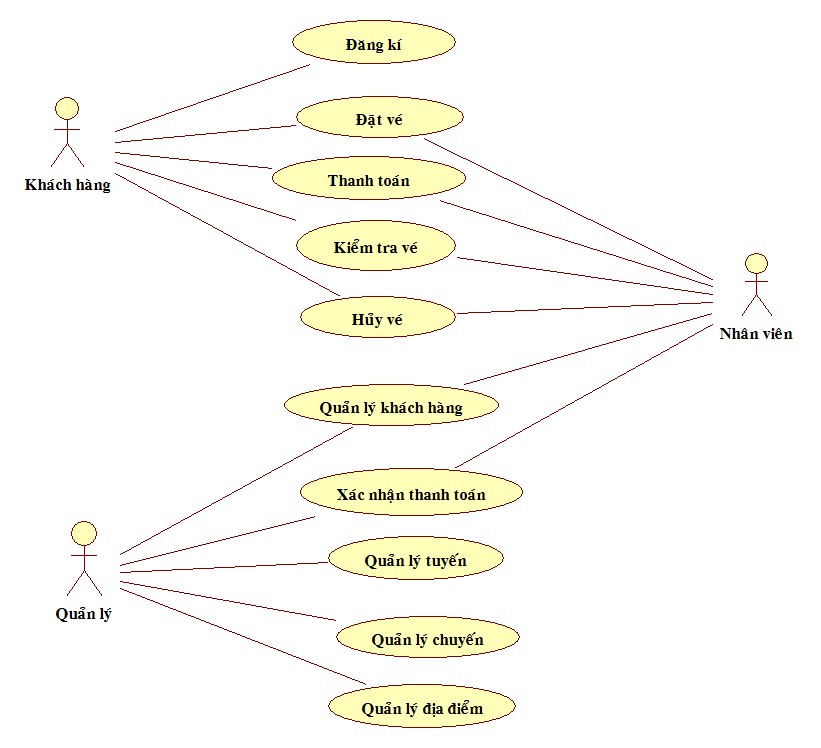 Đăng kí
Đặt vé
Khách hàng
Thanh toán
Kiểm tra vé
Hủy vé
Nhân viên
Quản lý khách hàng
Xác nhận thanh toán
Quản lý tuyến
Quản lý
Quản lý chuyến
Quản lý địa điểm